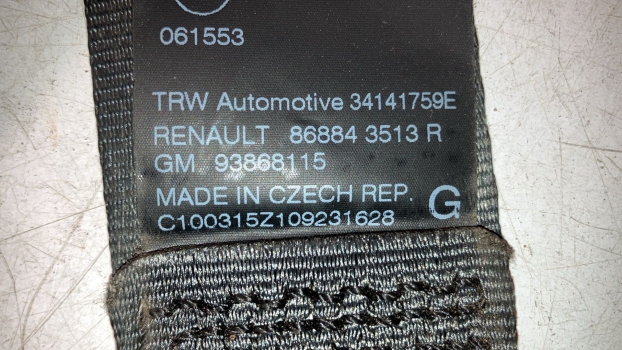 061553
TRW Automotive 34141759E
RENAULT 86884 3513 R
GM 93868115
MADE IN CZECH REP. G
C100315Z109231628